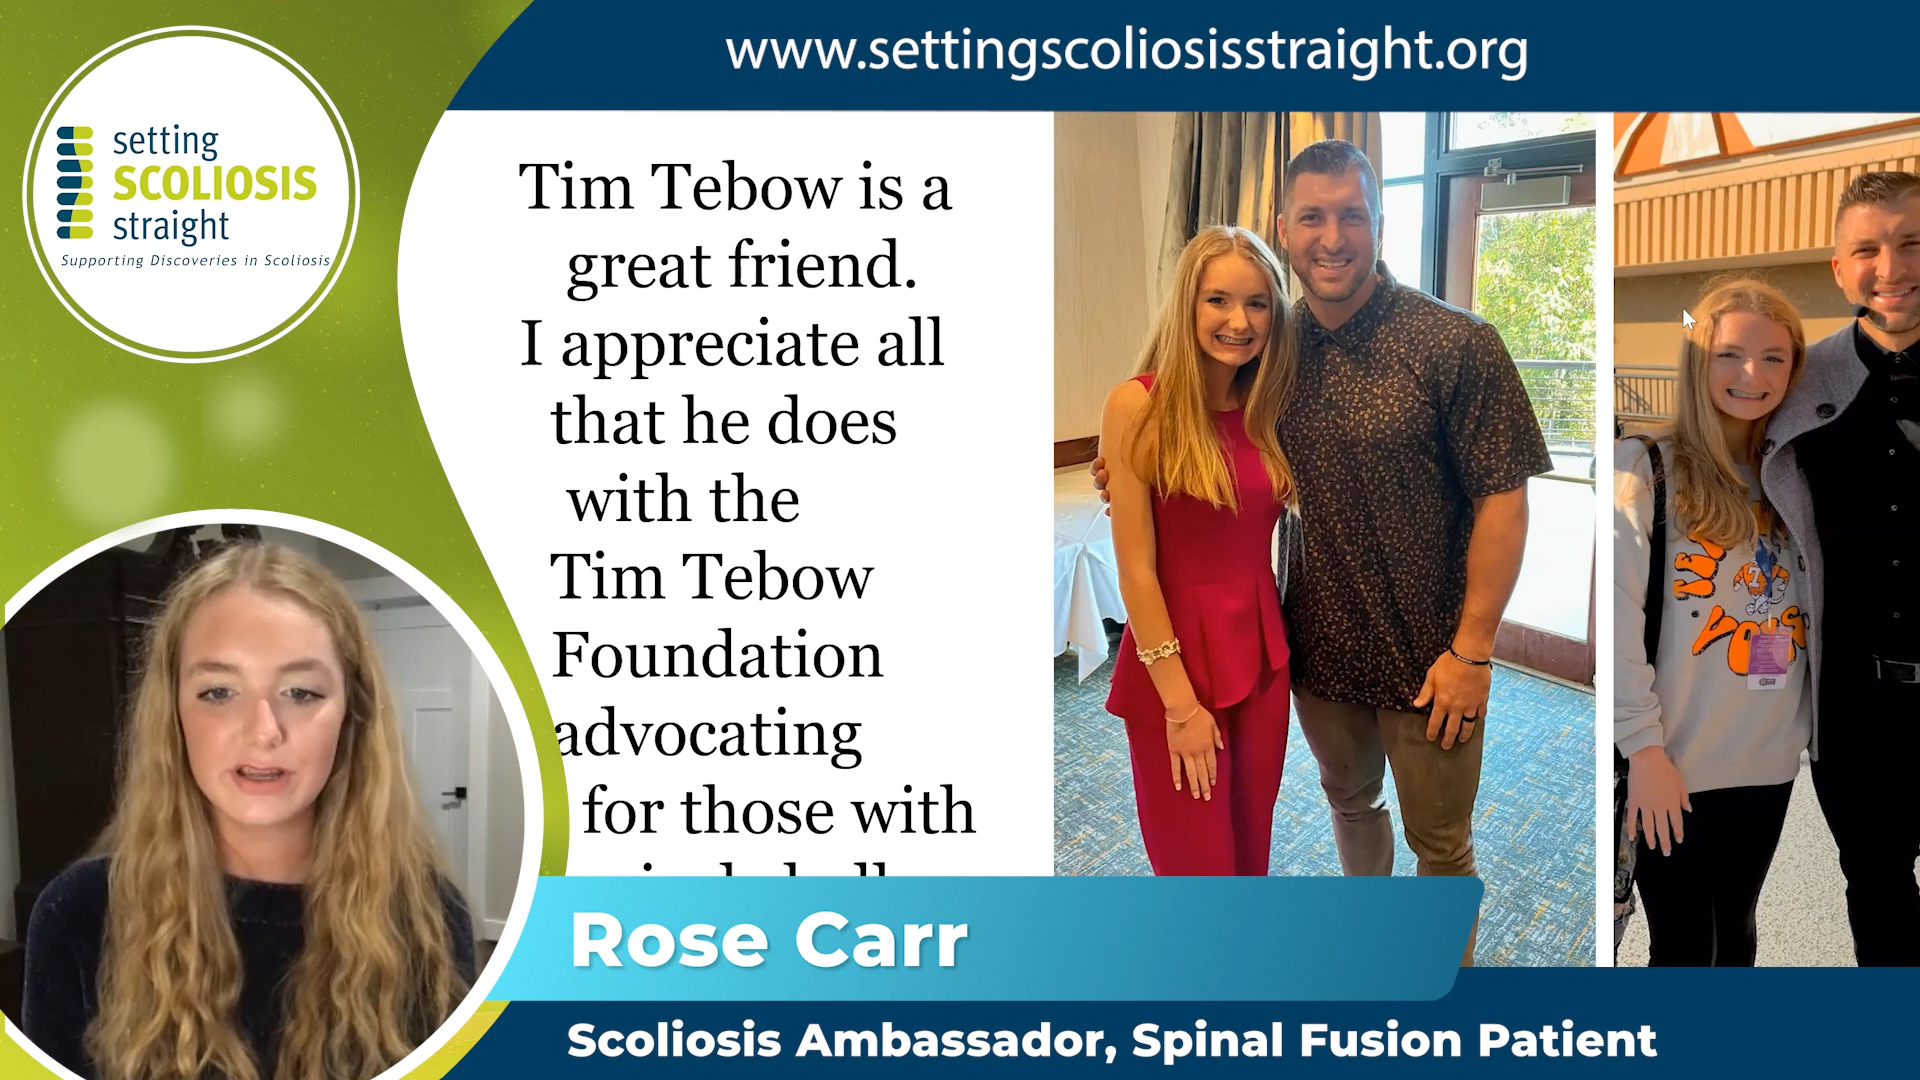 www.settingscoliosisstraight.org
setting
SCOLIOSIS
straight
Supporting Discoveries in Scoliosis
Tim Tebow is a
great friend.
I appreciate all
that he does
with the
Tim Tebow
Foundation
advocating
for those with
Rose Carr
Scoliosis Ambassador, Spinal Fusion Patient